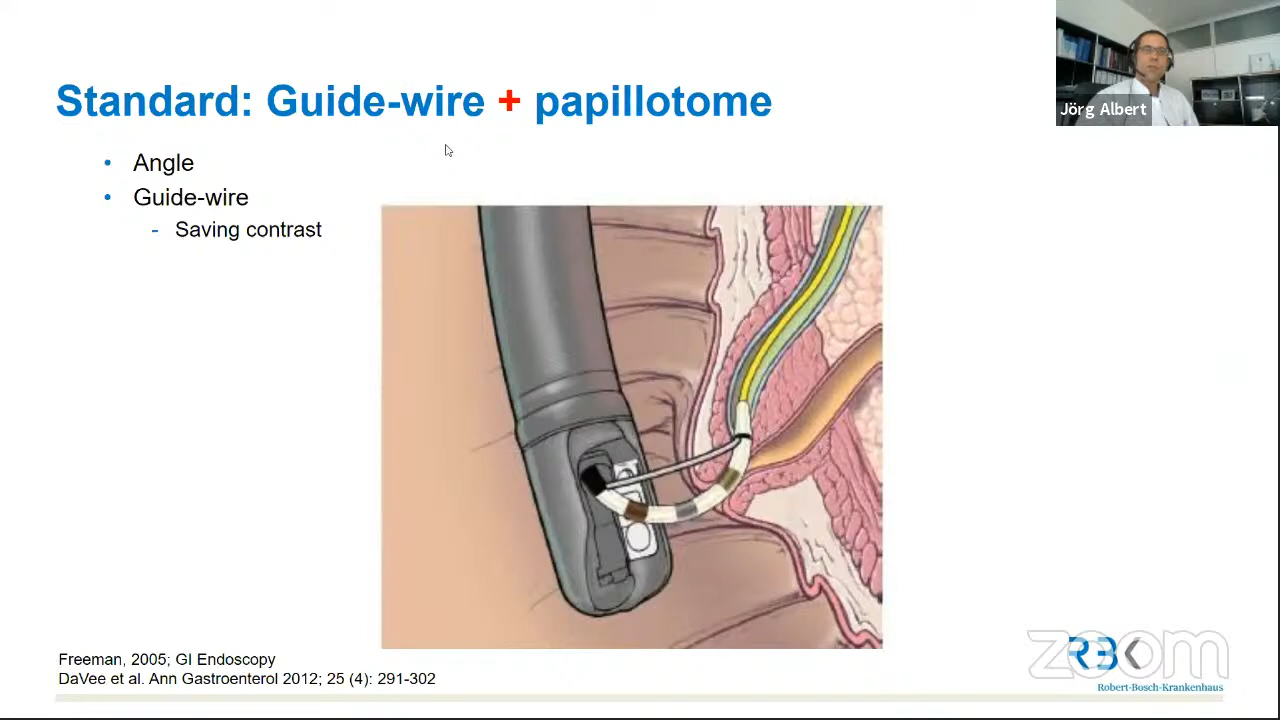 Standard: Guide-wire + papillotome
Jörg Albert
• Angle
• Guide-wire
- Saving contrast
Freeman, 2005; GI Endoscopy
DaVee et al. Ann Gastroenterol 2012; 25 (4): 291-302
zoom
RBK
Robert-Bosch-Krankenhaus